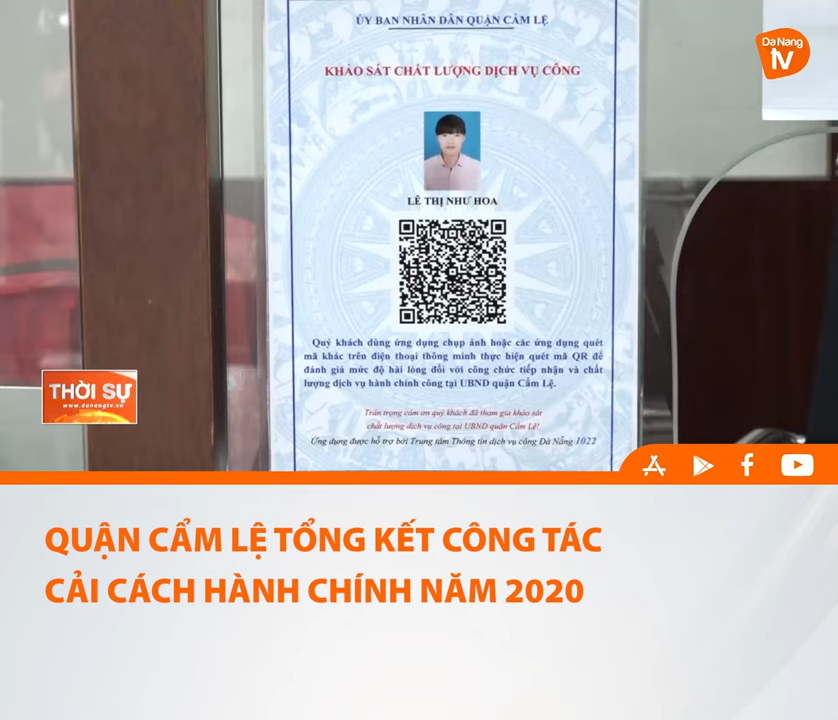 ỦY BAN NHÂN DÂN QUẬN CẨM LỆ
Da Nang
tv
KHẢO SÁT CHẤT LƯỢNG DỊCH VỤ CÔNG
LÊ THỊ NHƯ HOA
Quý khách dùng ứng dụng chụp ảnh hoặc các ứng dụng quét
mã khác trên điện thoại thông minh thực hiện quét mã QR để
đánh giá mức độ hài lòng đối với công chức tiếp nhận và chất
lượng dịch vụ hành chính công tại UBND quận Cẩm Lệ.
THỜI SỰ
www.danangtv.vn
Trân trọng cảm ơn quý khách đã tham gia khảo sát
chất lượng dịch vụ công tại UBND quận Cẩm Lệ!
Ứng dụng được hỗ trợ bởi Trung tâm Thông tin dịch vụ công Đà Nẵng 1022
QUẬN CẨM LỆ TỔNG KẾT CÔNG TÁC
CẢI CÁCH HÀNH CHÍNH NĂM 2020